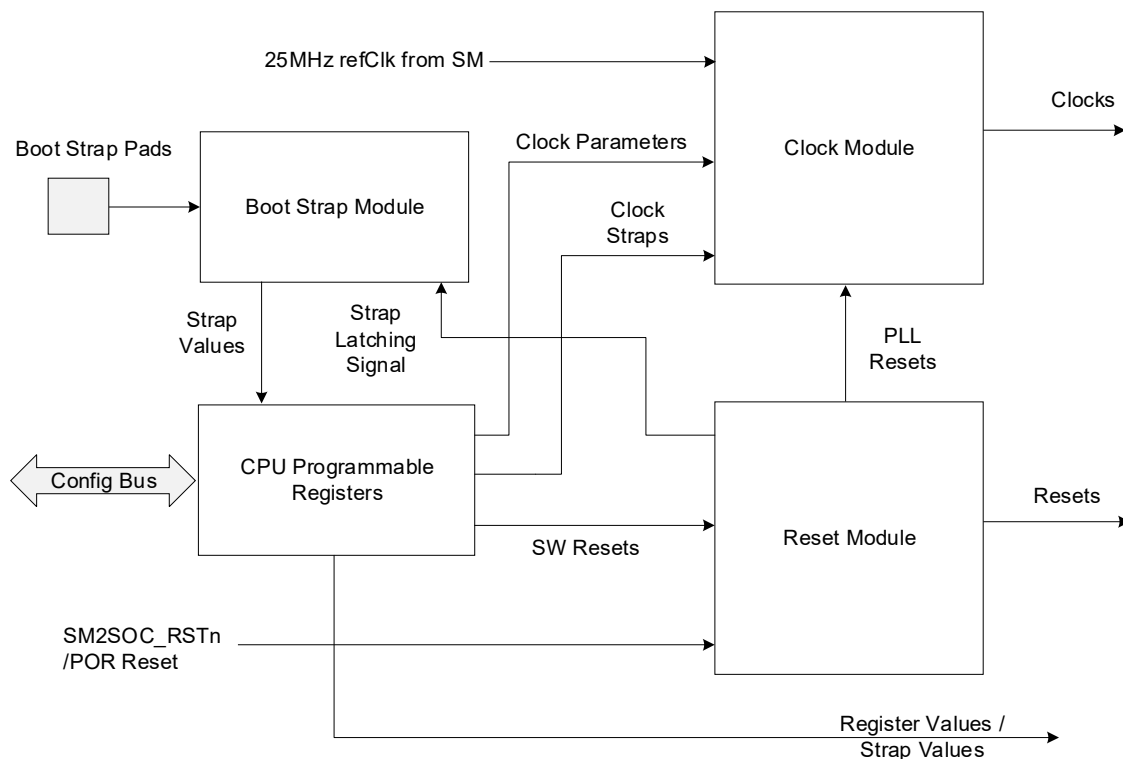 25MHz refClk from SM
Clocks
Boot Strap Pads
Clock Parameters
Clock Module
Boot Strap Module
Clock
Straps
Strap
Values
Strap
Latching
Signal
PLL
Resets
CPU Programmable
Registers
Config Bus
Resets
SW Resets
Reset Module
SM2SOC_RSTn
/POR Reset
Register Values /
Strap Values